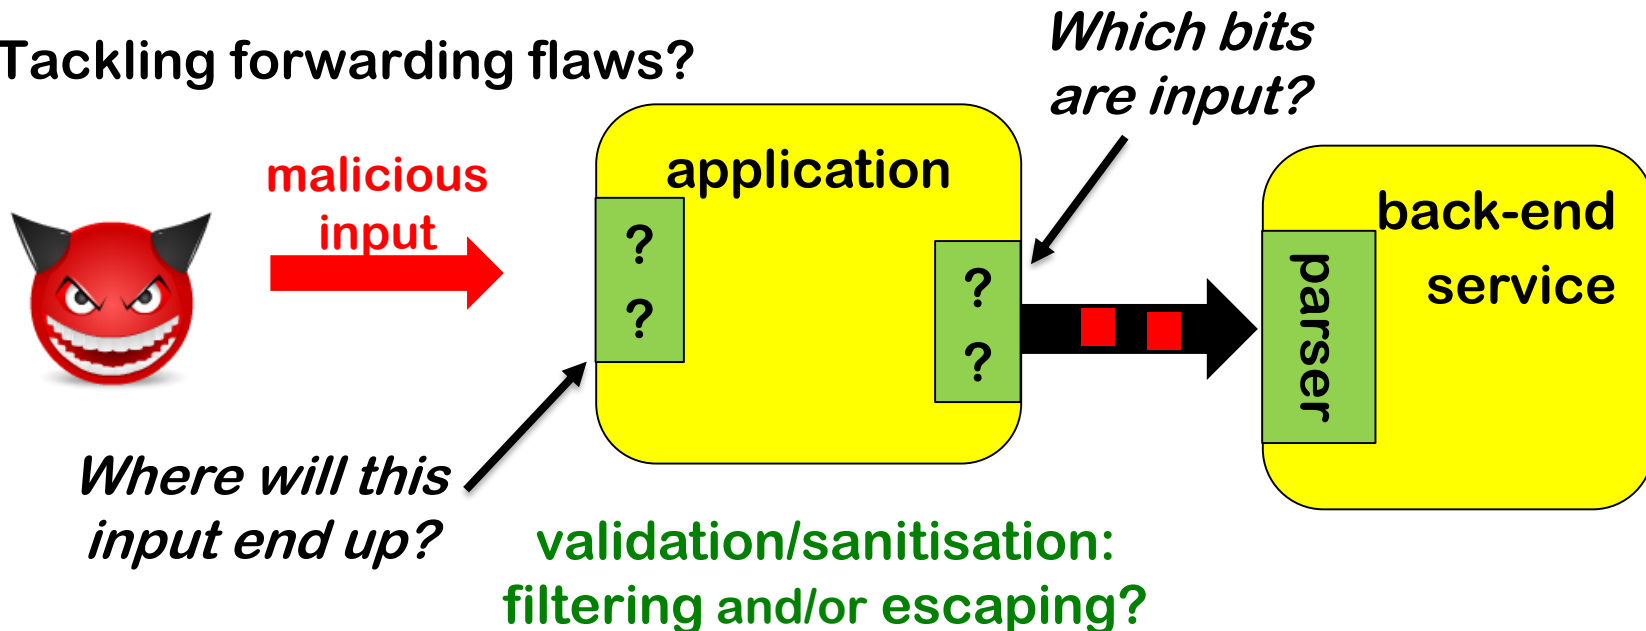 Tackling forwarding flaws?
Which bits
are input?
malicious
input
application
?
?
?
?
back-end
service
parser
Where will this
input end up?
validation/sanitisation:
filtering and/or escaping?